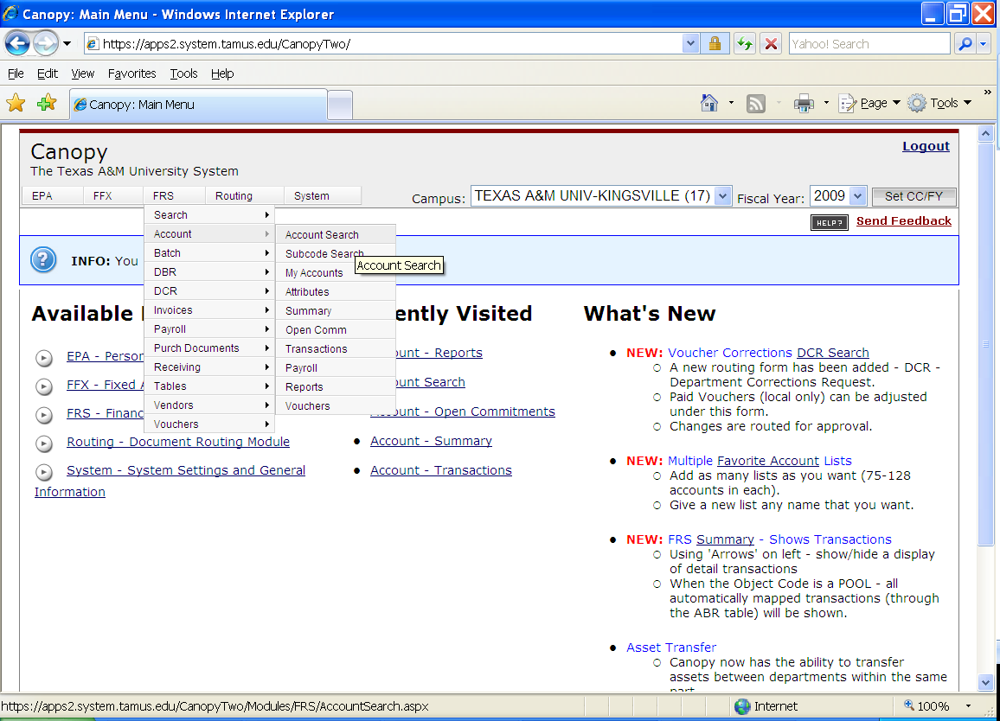 Canopy: Main Menu - Windows Internet Explorer
https://apps2.system.tamus.edu/CanopyTwo/
Yahoo! Search
File Edit View Favorites Tools Help
Canopy: Main Menu
Page Tools »
Canopy
Logout
The Texas A&M University System
EPA FFX FRS Routing System
Campus: TEXAS A&M UNIV-KINGSVILLE (17) Fiscal Year: 2009 Set CC/FY
HELP? Send Feedback
INFO: You
Search
Account
Batch
DBR
DCR
Invoices
Payroll
Purch Documents
Receiving
Tables
Vendors
Vouchers
Account Search
Subcode Search
My Accounts
Attributes
Summary
Open Comm
Transactions
Payroll
Reports
Vouchers
Account Search
Available
EPA - Person
FFX - Fixed A
FRS - Financ
Routing - Document Routing Module
System - System Settings and General
Information
ently Visited
ount - Reports
ount Search
Account - Open Commitments
Account - Summary
Account - Transactions
What's New
NEW: Voucher Corrections DCR Search
A new routing form has been added - DCR -
Department Corrections Request.
Paid Vouchers (local only) can be adjusted
under this form.
Changes are routed for approval.
NEW: Multiple Favorite Account Lists
Add as many lists as you want (75-128
accounts in each).
Give a new list any name that you want.
NEW: FRS Summary - Shows Transactions
Using 'Arrows' on left - show/hide a display
of detail transactions
When the Object Code is a POOL - all
automatically mapped transactions (through
the ABR table) will be shown.
Asset Transfer
Canopy now has the ability to transfer
assets between departments within the same
https://apps2.system.tamus.edu/CanopyTwo/Modules/FRS/AccountSearch.aspx
Internet
100%